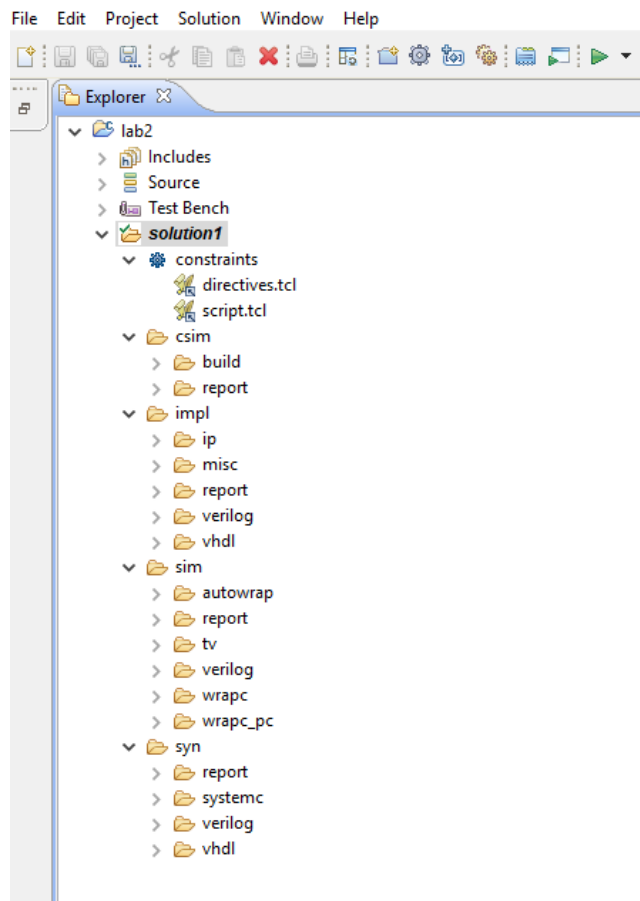 File Edit Project Solution Window Help
Explorer
lab2
Includes
Source
Test Bench
solution1
constraints
directives.tcl
script.tcl
csim
build
report
impl
ip
misc
report
verilog
vhdl
sim
autowrap
report
tv
verilog
wrapc
wrapc_pc
syn
report
systemc
verilog
vhdl